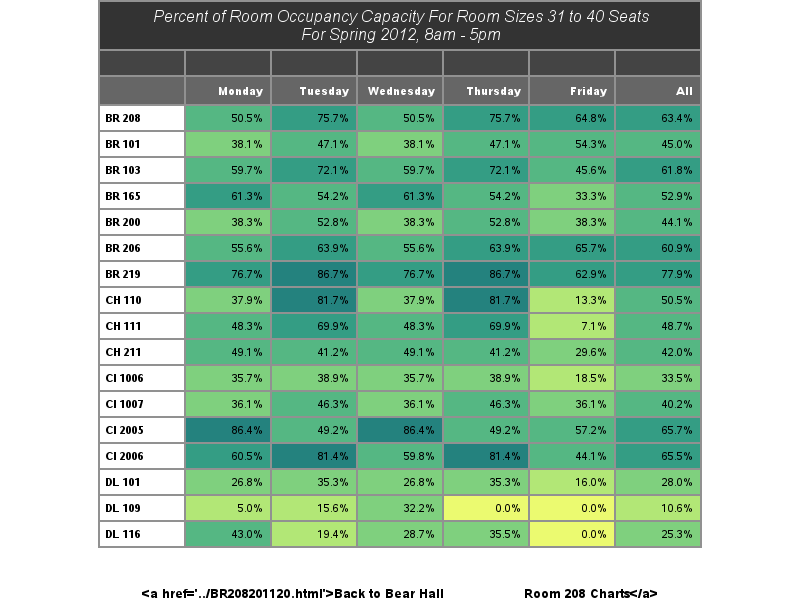 Percent of Room Occupancy Capacity For Room Sizes 31 to 40 Seats
For Spring 2012, 8am - 5pm
Monday Tuesday Wednesday Thursday Friday All
BR 208 50.5% 75.7% 50.5% 75.7% 64.8% 63.4%
BR 101 38.1% 47.1% 38.1% 47.1% 54.3% 45.0%
BR 103 59.7% 72.1% 59.7% 72.1% 45.6% 61.8%
BR 165 61.3% 54.2% 61.3% 54.2% 33.3% 52.9%
BR 200 38.3% 52.8% 38.3% 52.8% 38.3% 44.1%
BR 206 55.6% 63.9% 55.6% 63.9% 65.7% 60.9%
BR 219 76.7% 86.7% 76.7% 86.7% 62.9% 77.9%
CH 110 37.9% 81.7% 37.9% 81.7% 13.3% 50.5%
CH 111 48.3% 69.9% 48.3% 69.9% 7.1% 48.7%
CH 211 49.1% 41.2% 49.1% 41.2% 29.6% 42.0%
CI 1006 35.7% 38.9% 35.7% 38.9% 18.5% 33.5%
CI 1007 36.1% 46.3% 36.1% 46.3% 36.1% 40.2%
CI 2005 86.4% 49.2% 86.4% 49.2% 57.2% 65.7%
CI 2006 60.5% 81.4% 59.8% 81.4% 44.1% 65.5%
DL 101 26.8% 35.3% 26.8% 35.3% 16.0% 28.0%
DL 109 5.0% 15.6% 32.2% 0.0% 0.0% 10.6%
DL 116 43.0% 19.4% 28.7% 35.5% 0.0% 25.3%
<a href='../BR208201120.html'>Back to Bear Hall Room 208 Charts</a>